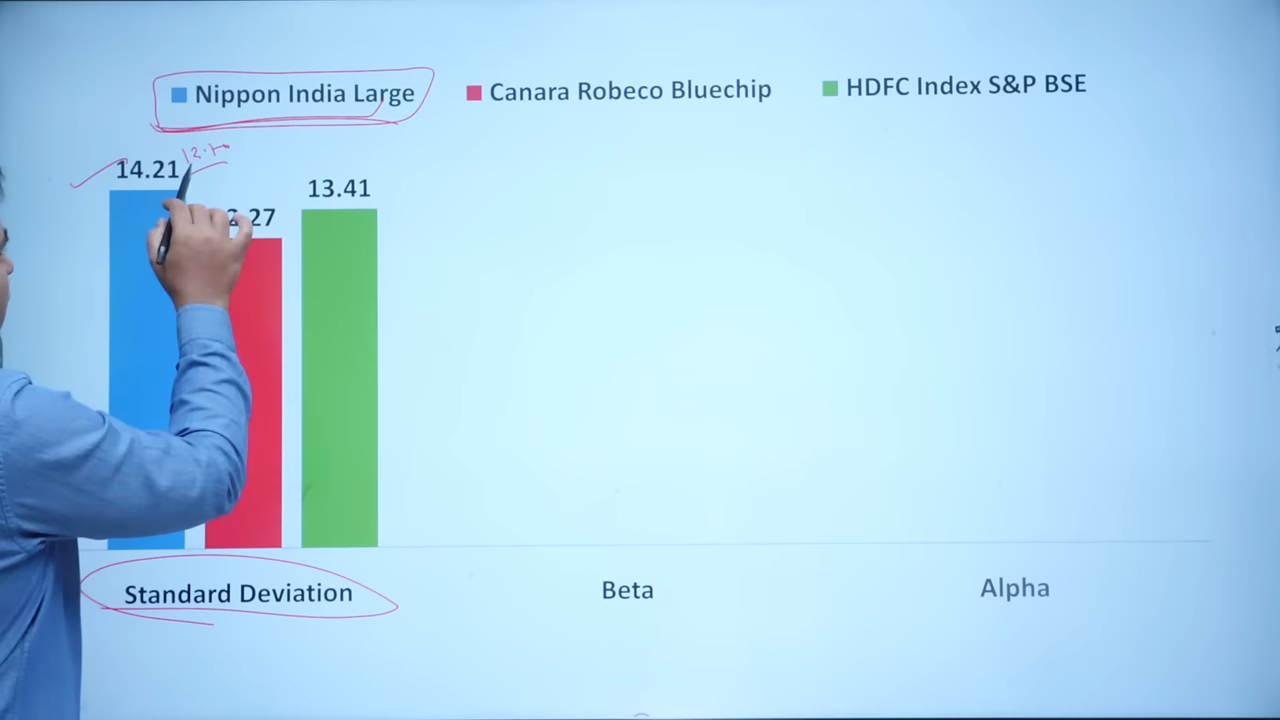 Nippon India Large
Canara Robeco Bluechip
HDFC Index S&P BSE
14.21
13.41
Standard Deviation
Beta
Alpha